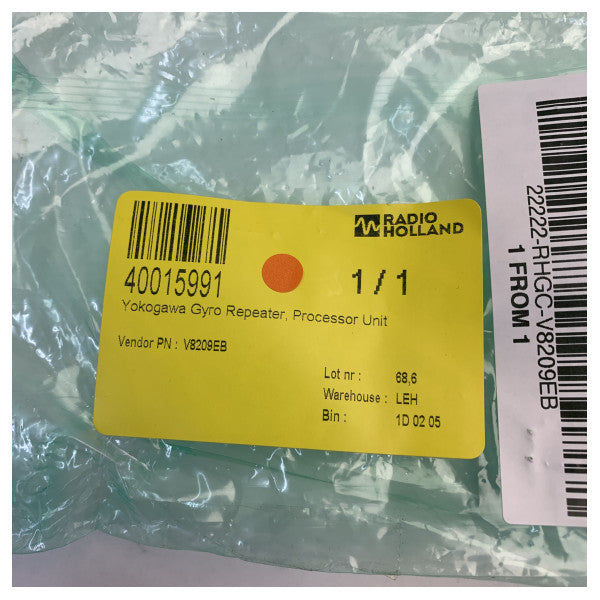 RADIO
HOLLAND
40015991
1 / 1
Yokogawa Gyro Repeater, Processor Unit
Vendor PN : V8209EB
Lot nr : 68,6
Warehouse : LEH
Bin : 1D 02 05
22222-RHGC-V8209EB
1 FROM 1